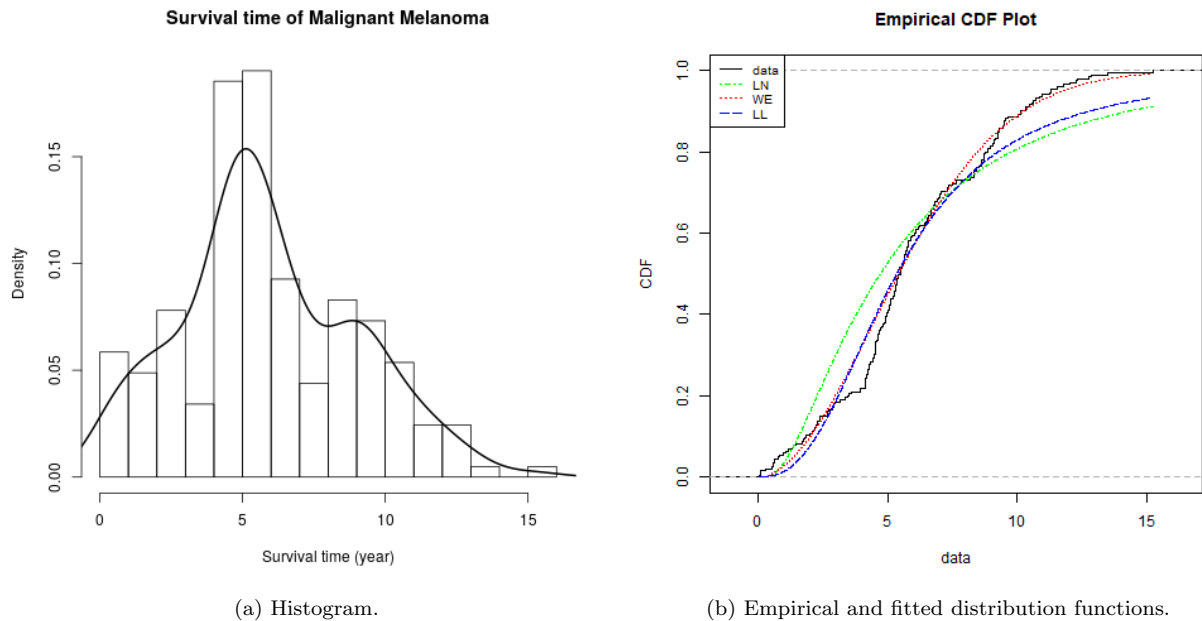 Survival time of Malignant Melanoma
Density
0.15
0.10
0.05
0.00
0 5 10 15
Survival time (year)
(a) Histogram.
Empirical CDF Plot
data
LN
WE
LL
CDF
1.0
0.8
0.6
0.4
0.2
0.0
0 5 10 15
data
(b) Empirical and fitted distribution functions.